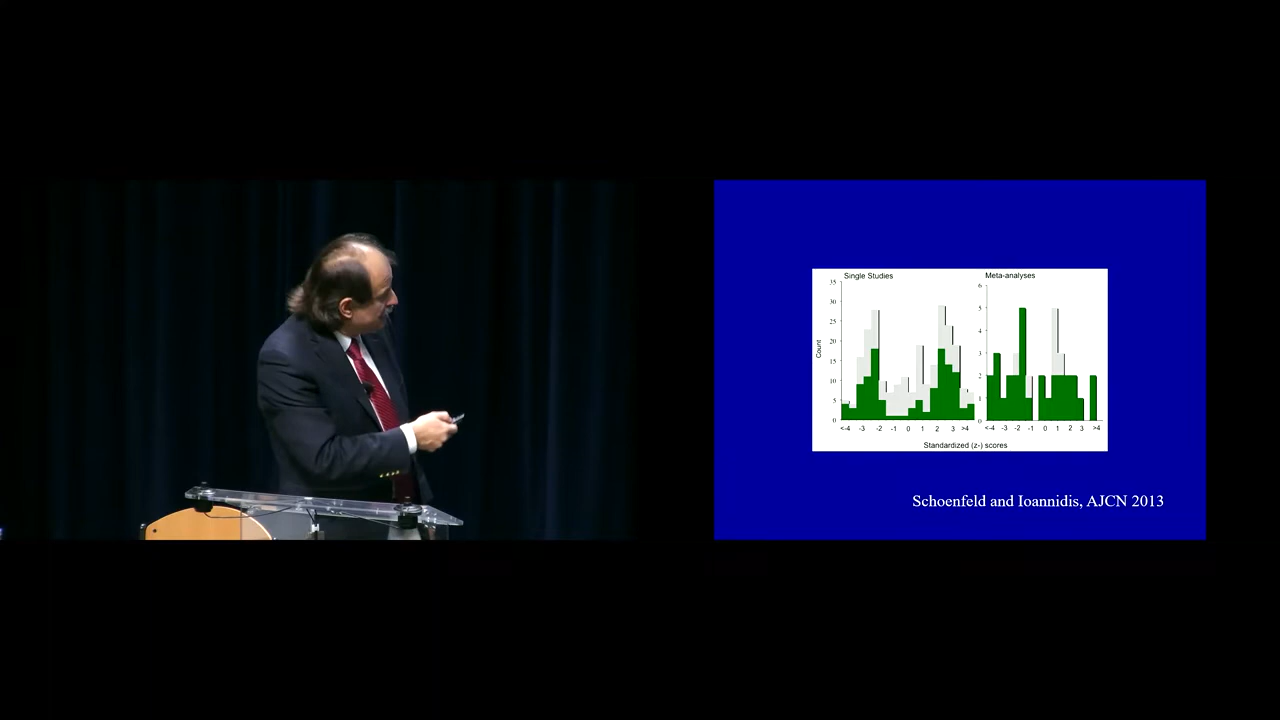 Single Studies
Meta-analyses
35
30
25
20
15
10
5
0
Count
<-4 -3 -2 -1 0 1 2 3 >4
6
5
4
3
2
1
0
<-4 -3 -2 -1 0 1 2 3 >4
Standardized (z-) scores
Schoenfeld and Ioannidis, AJCN 2013